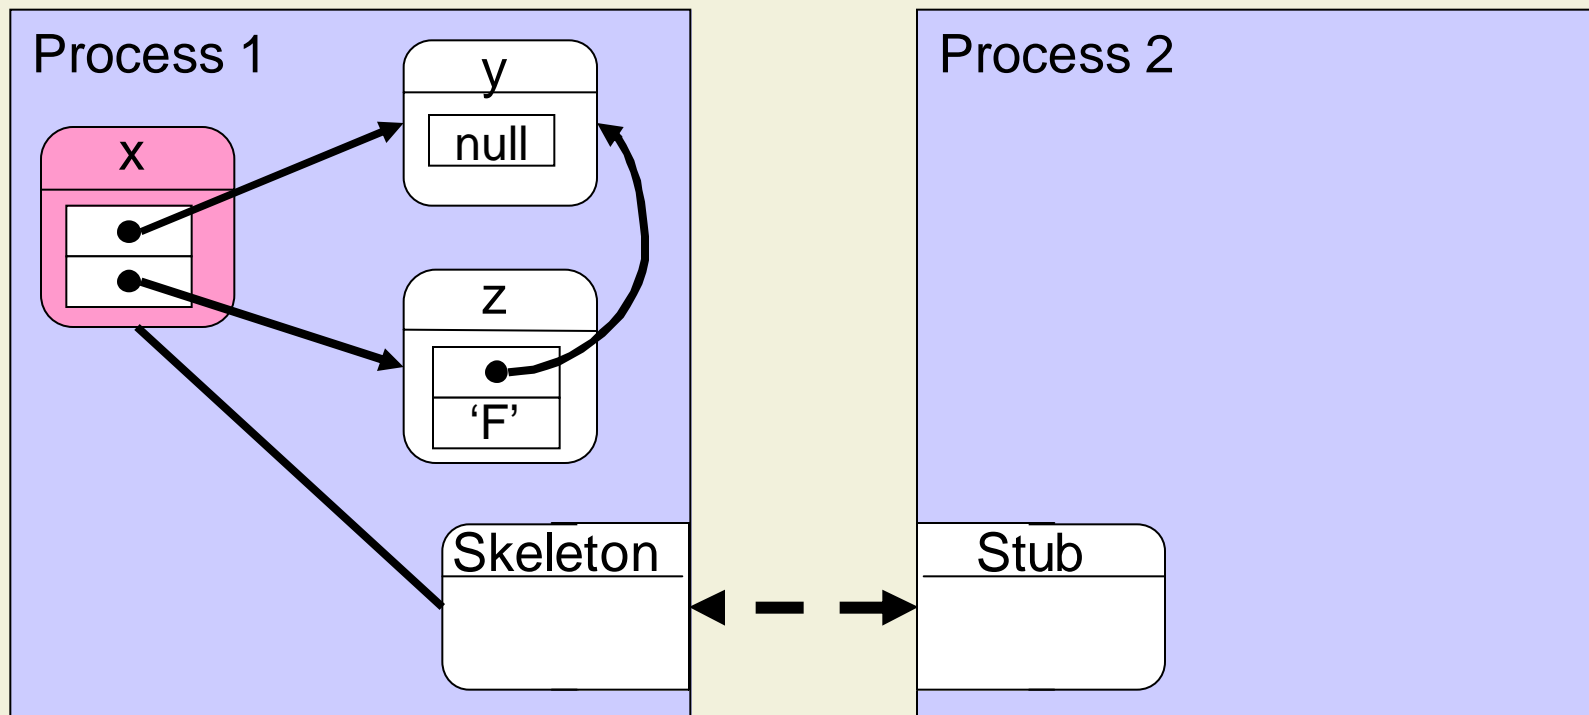 Process 1
x
y
null
z
‘F’
Skeleton
Process 2
Stub